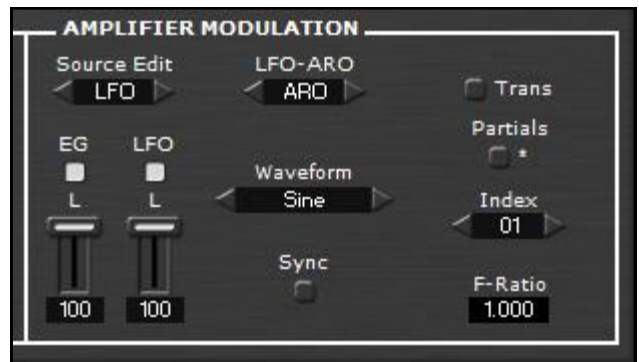 AMPLIFIER MODULATION
Source Edit
LFO
LFO-ARO
ARO
Trans
Partials
*
EG
LFO
L
L
100
100
Waveform
Sine
Sync
Index
01
F-Ratio
1.000